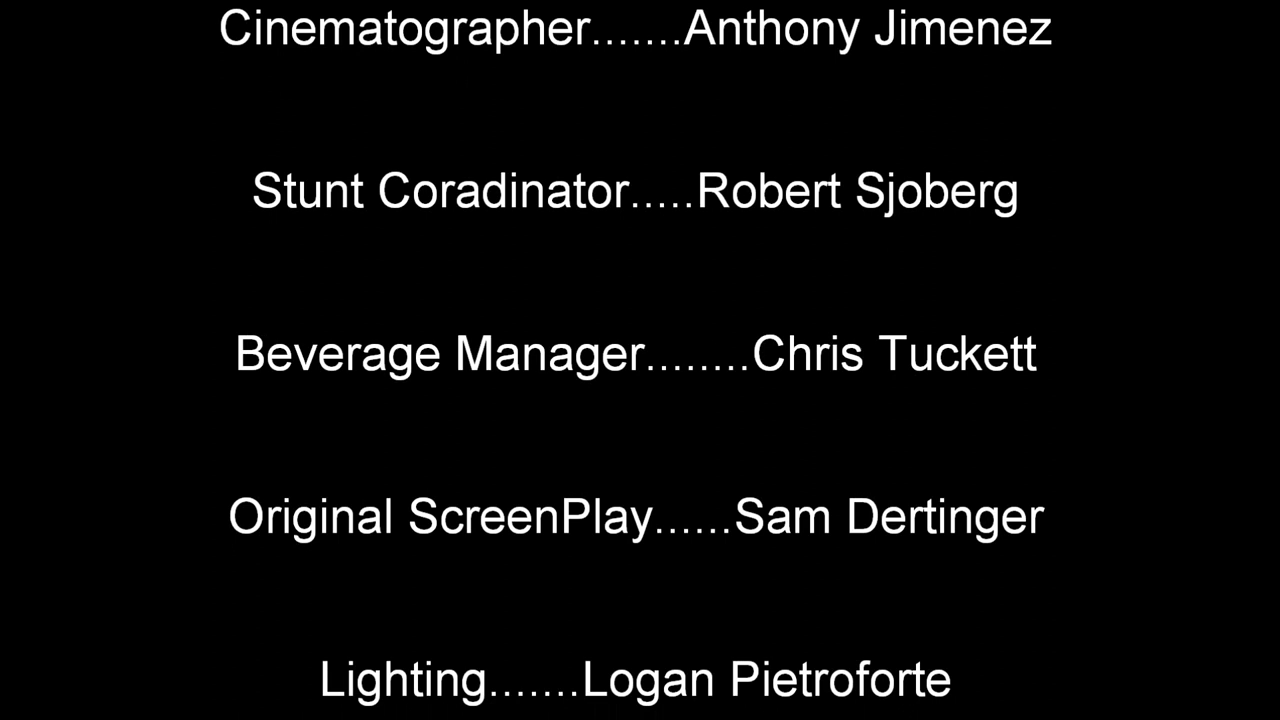 Cinematographer.......Anthony Jimenez
Stunt Coradinator.....Robert Sjoberg
Beverage Manager........Chris Tuckett
Original ScreenPlay......Sam Dertinger
Lighting.......Logan Pietroforte